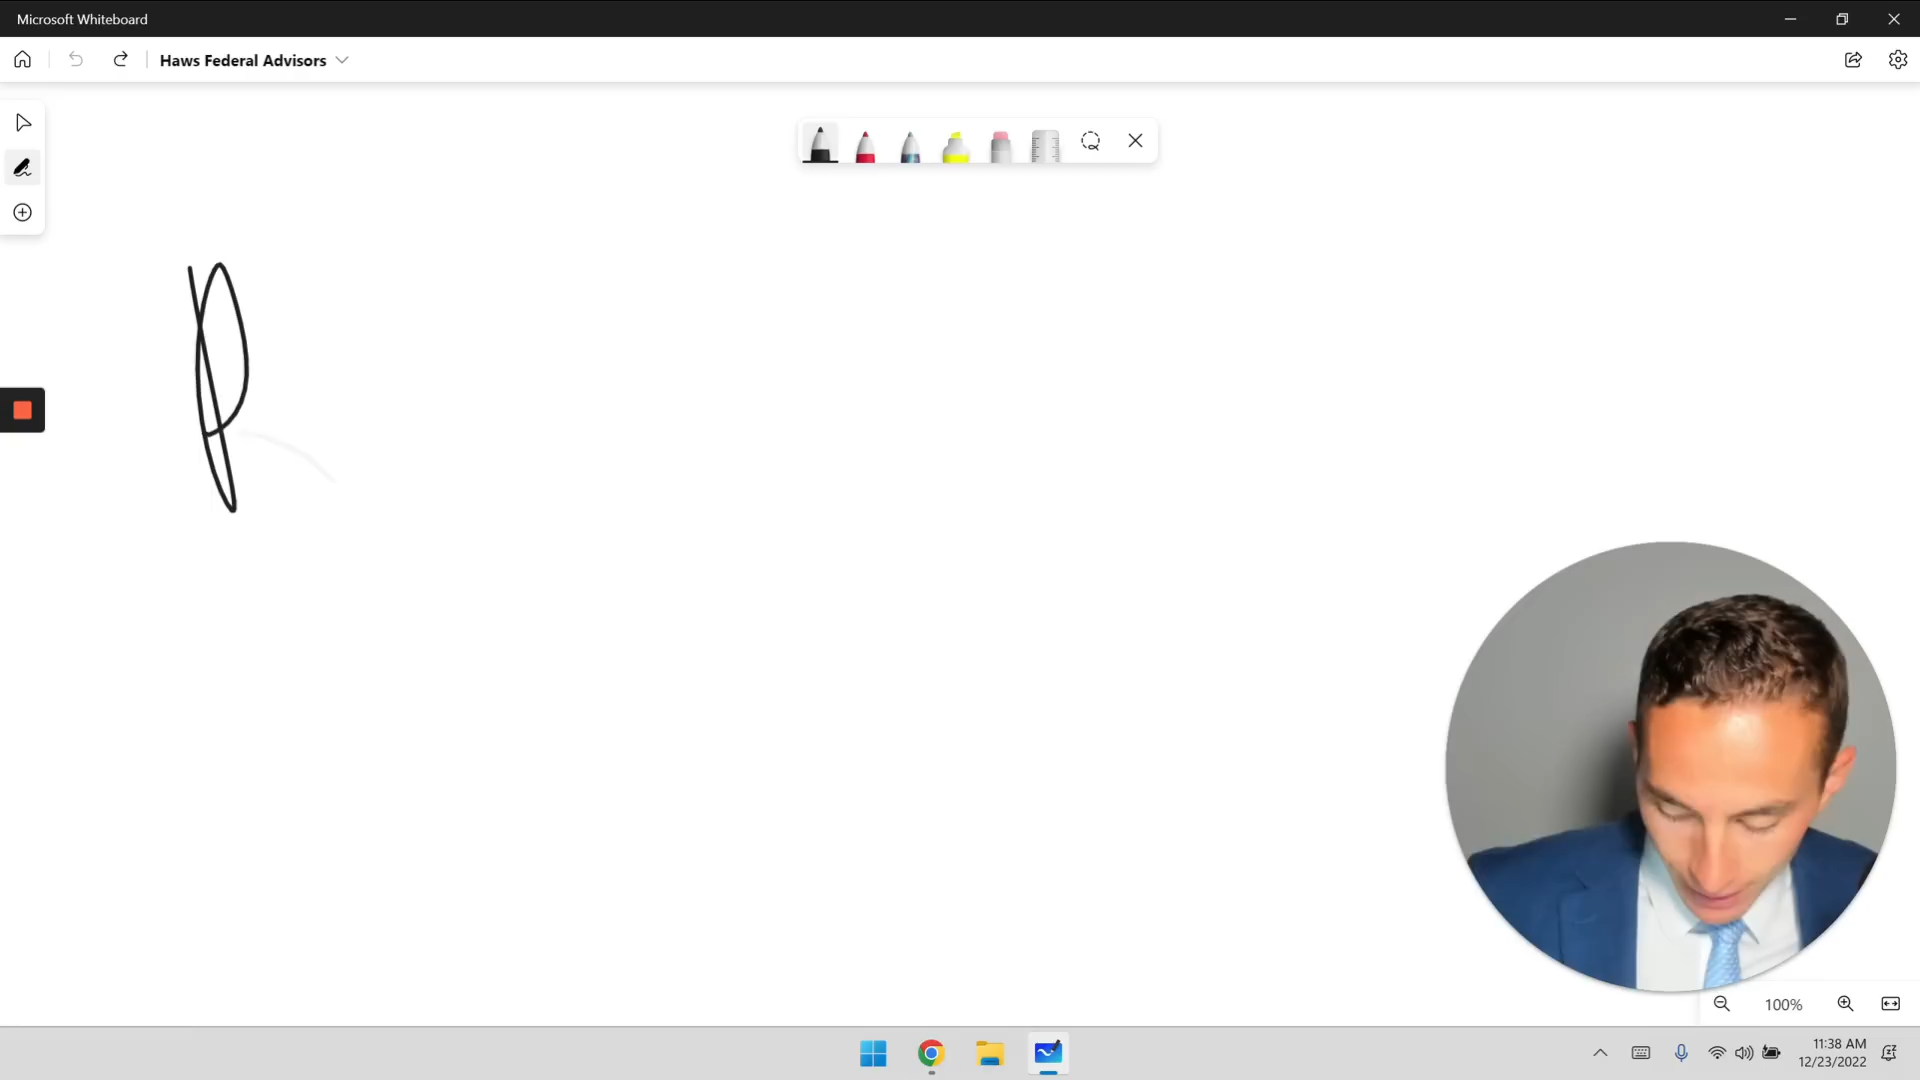 Microsoft Whiteboard
Haws Federal Advisors
100%
11:38 AM
12/23/2022